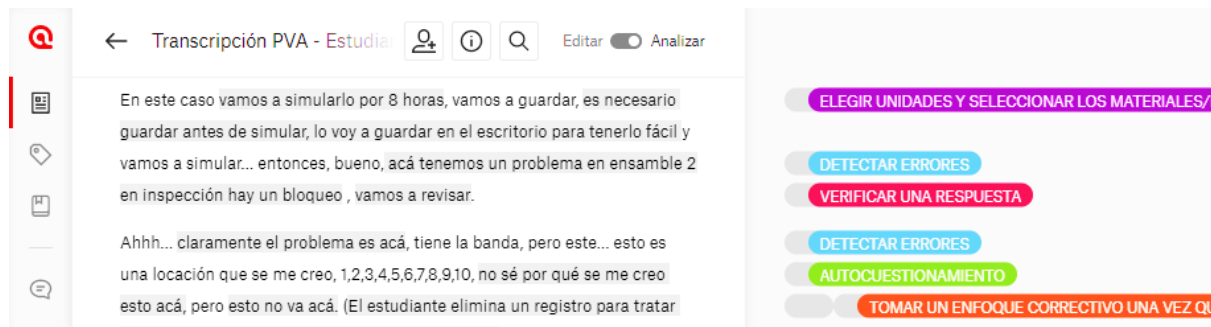 Transcripción PVA - Estudia
Editar Analizar
En este caso vamos a simularlo por 8 horas, vamos a guardar, es necesario
guardar antes de simular, lo voy a guardar en el escritorio para tenerlo fácil y
vamos a simular... entonces, bueno, acá tenemos un problema en ensamble 2
en inspección hay un bloqueo , vamos a revisar.
Ahhh... claramente el problema es acá, tiene la banda, pero este... esto es
una locación que se me creo, 1,2,3,4,5,6,7,8,9,10, no sé por qué se me creo
esto acá, pero esto no va acá. (El estudiante elimina un registro para tratar
ELEGIR UNIDADES Y SELECCIONAR LOS MATERIALES/
DETECTAR ERRORES
VERIFICAR UNA RESPUESTA
DETECTAR ERRORES
AUTOCUESTIONAMIENTO
TOMAR UN ENFOQUE CORRECTIVO UNA VEZ QU